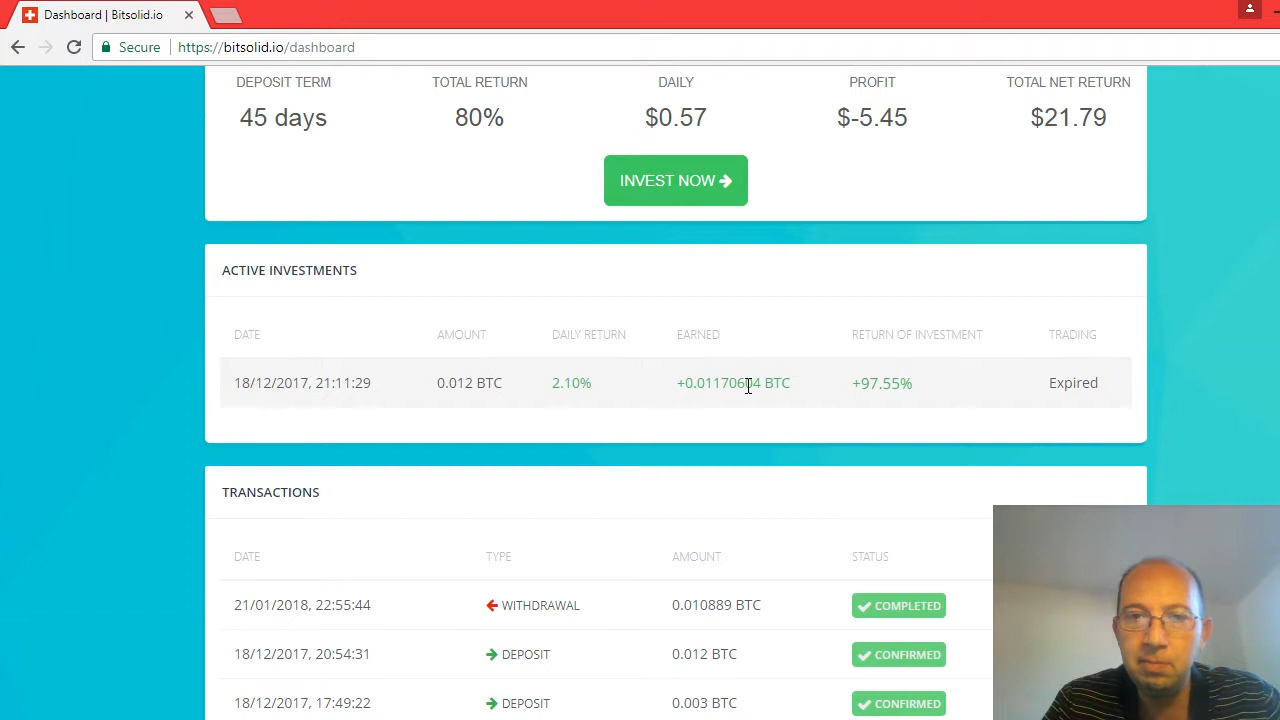 Dashboard | Bitsolid.io
Secure https://bitsolid.io/dashboard
DEPOSIT TERM TOTAL RETURN DAILY PROFIT TOTAL NET RETURN
45 days 80% $0.57 $-5.45 $21.79
INVEST NOW
ACTIVE INVESTMENTS
DATE AMOUNT DAILY RETURN EARNED RETURN OF INVESTMENT TRADING
18/12/2017, 21:11:29 0.012 BTC 2.10% +0.01170604 BTC +97.55% Expired
TRANSACTIONS
DATE TYPE AMOUNT STATUS
21/01/2018, 22:55:44 WITHDRAWAL 0.010889 BTC COMPLETED
18/12/2017, 20:54:31 DEPOSIT 0.012 BTC CONFIRMED
18/12/2017, 17:49:22 DEPOSIT 0.003 BTC CONFIRMED